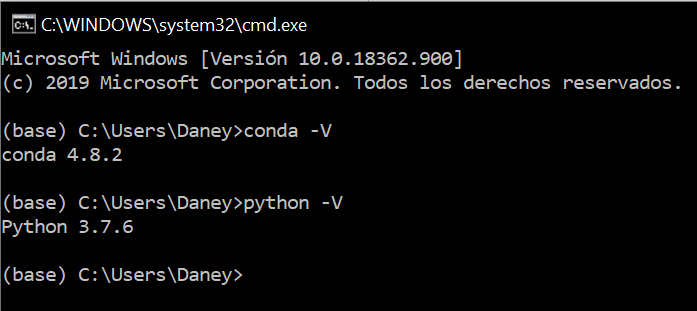 C:\WINDOWS\system32\cmd.exe
Microsoft Windows [Versión 10.0.18362.900]
(c) 2019 Microsoft Corporation. Todos los derechos reservados.
(base) C:\Users\Daney>conda -V
conda 4.8.2
(base) C:\Users\Daney>python -V
Python 3.7.6
(base) C:\Users\Daney>